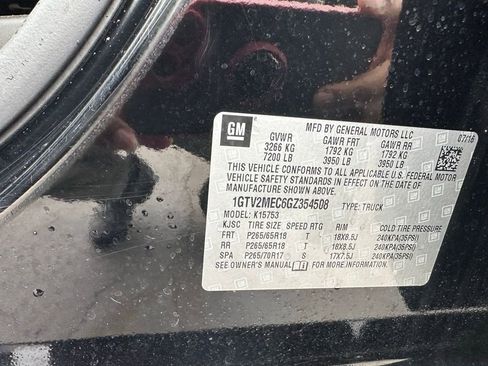 GM
MFD BY GENERAL MOTORS LLC
07/16
GVWR GAWR FRT GAWR RR
3266 KG 1792 KG 1792 KG
7200 LB 3950 LB 3950 LB
THIS VEHICLE CONFORMS TO ALL APPLICABLE U.S. FEDERAL MOTOR
VEHICLE SAFETY STANDARDS IN EFFECT ON THE DATE OF
MANUFACTURE SHOWN ABOVE.
1GTV2MEC6GZ354508 TYPE: TRUCK
MODEL: K15753
KJSC TIRE SIZE SPEED RTG RIM COLD TIRE PRESSURE
FRT P265/65R18 T 18X8.5J 240KPA(35PSI)
RR P265/65R18 T 18X8.5J 240KPA(35PSI)
SPA P265/70R17 S 17X7.5J 240KPA(35PSI)
SEE OWNER'S MANUAL FOR MORE INFORMATION.